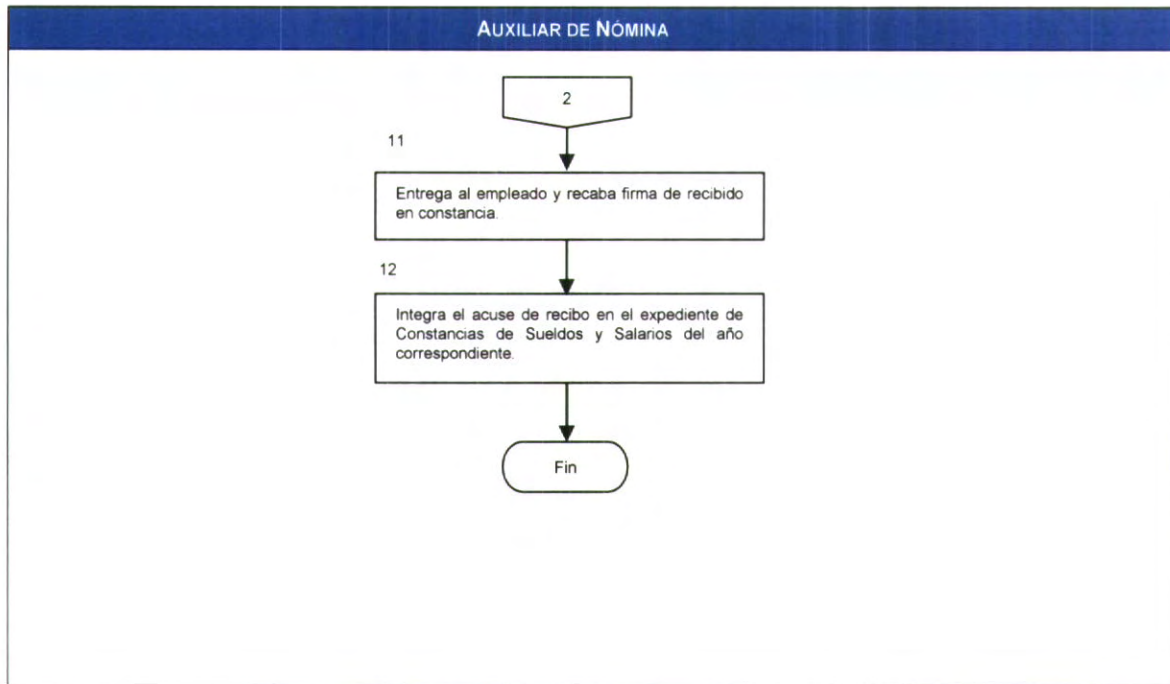 AUXILIAR DE NÓMINA
2
11
Entrega al empleado y recaba firma de recibido
en constancia.
12
Integra el acuse de recibo en el expediente de
Constancias de Sueldos y Salarios del año
correspondiente.
Fin